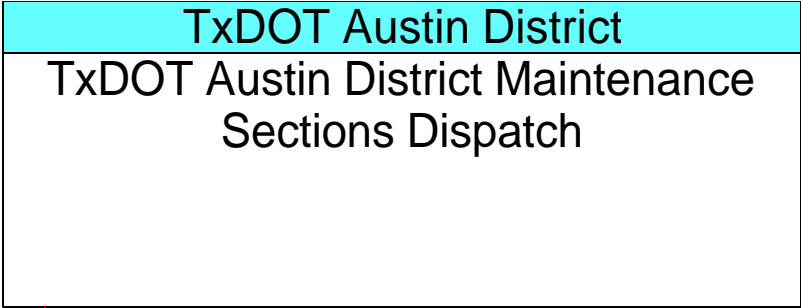 TxDOT Austin District
TxDOT Austin District Maintenance
Sections Dispatch